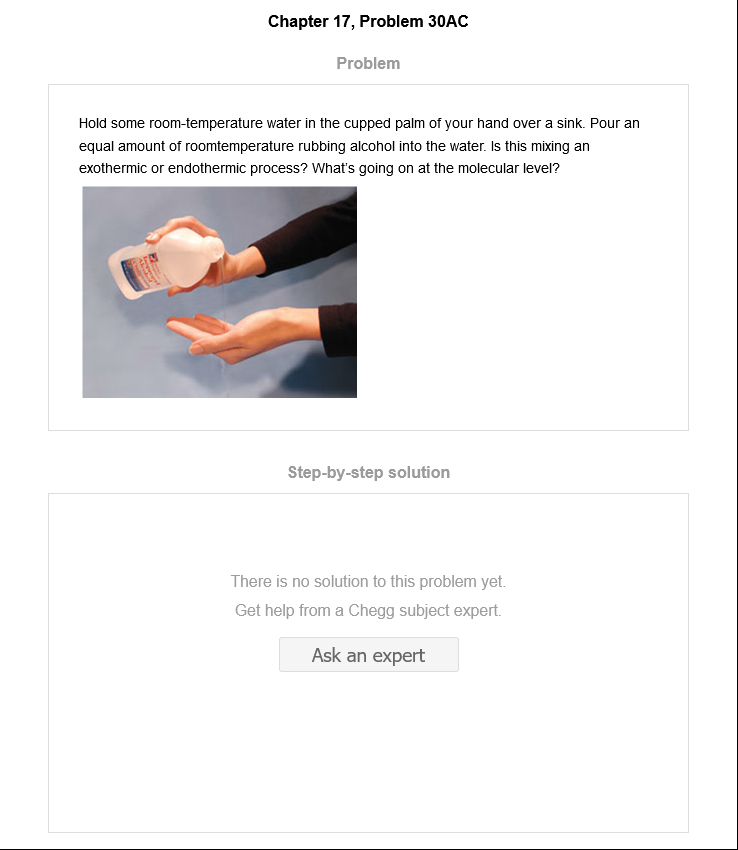 Chapter 17, Problem 30AC
Problem
Hold some room-temperature water in the cupped palm of your hand over a sink. Pour an
equal amount of roomtemperature rubbing alcohol into the water. Is this mixing an
exothermic or endothermic process? What's going on at the molecular level?
Step-by-step solution
There is no solution to this problem yet.
Get help from a Chegg subject expert.
Ask an expert